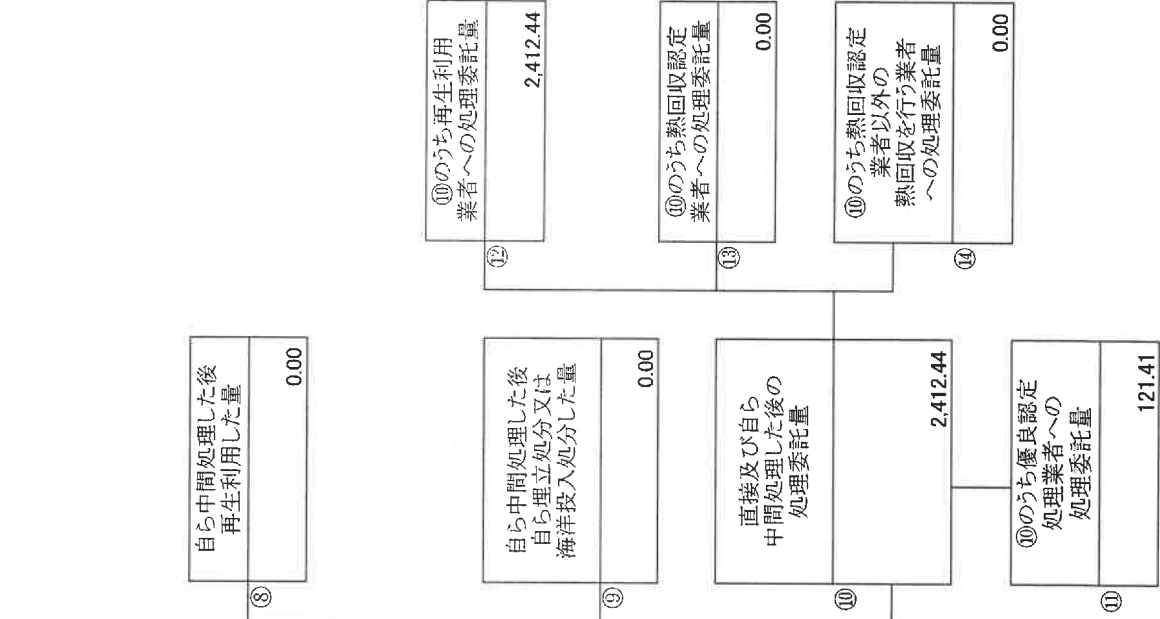 ⑧
自ら中間処理した後
再生利用した量
0.00
⑨
自ら中間処理した後
自ら埋立処分又は
海洋投入処分した量
0.00
⑩
直接及び自ら
中間処理した後の
処理委託量
2,412.44
⑪
⑩のうち優良認定
処理業者への
処理委託量
121.41
⑫
⑩のうち再生利用
業者への処理委託量
2,412.44
⑬
⑩のうち熱回収認定
業者への処理委託量
0.00
⑭
⑩のうち熱回収認定
業者以外の
熱回収を行う業者
への処理委託量
0.00